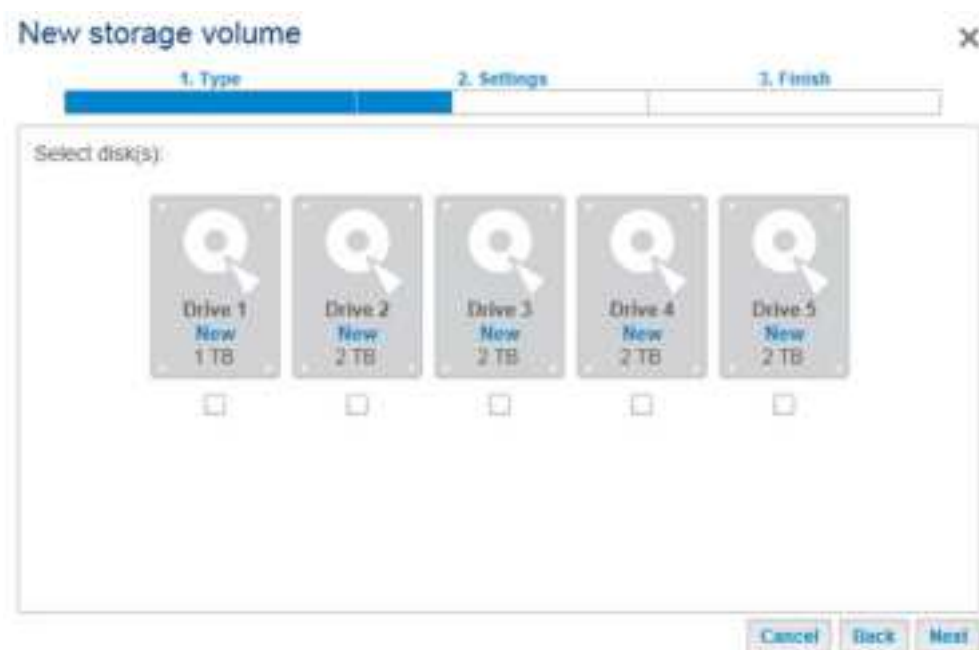 New storage volume
1. Type
2. Settings
3. Finish
Select disk(s):
Drive 1
New
1 TB
Drive 2
New
2 TB
Drive 3
New
2 TB
Drive 4
New
2 TB
Drive 5
New
2 TB
Cancel
Back
Next